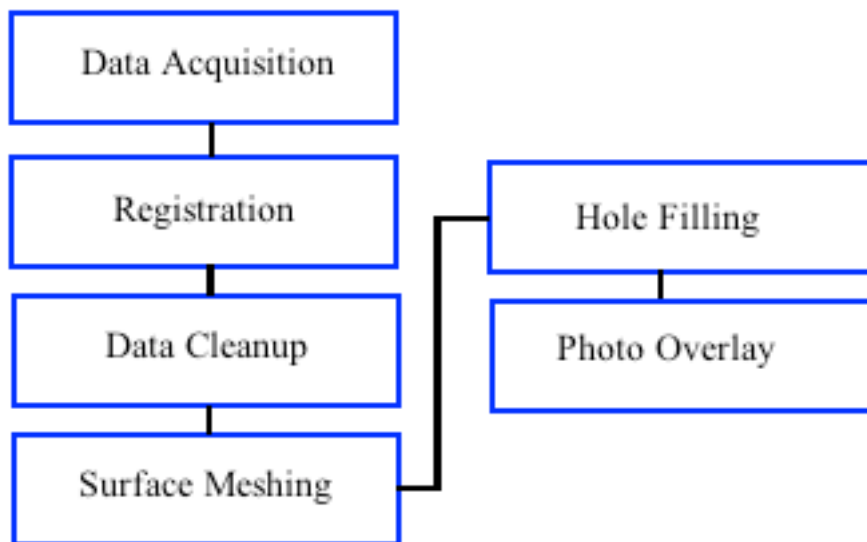 Data Acquisition
Registration
Data Cleanup
Surface Meshing
Hole Filling
Photo Overlay